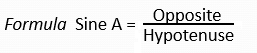 Formula Sine A = Opposite / Hypotenuse